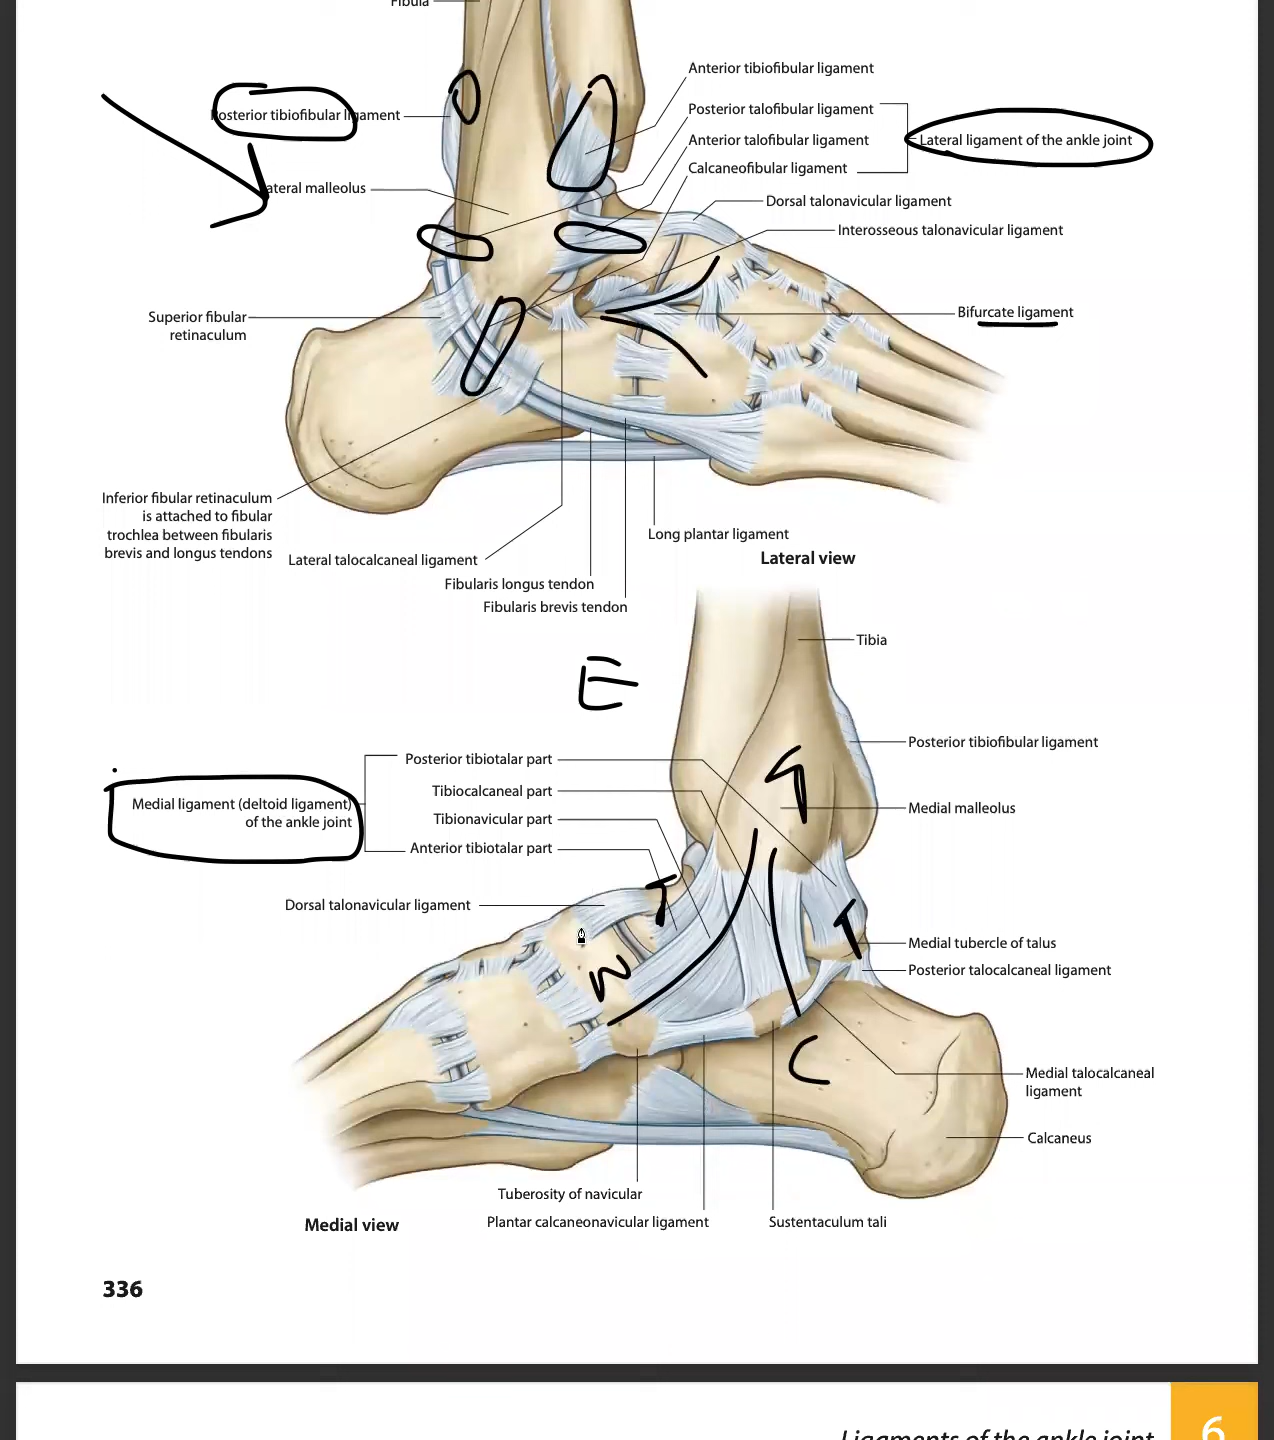 Fibula
Anterior tibiofibular ligament
Posterior tibiofibular ligament
Posterior talofibular ligament
Anterior talofibular ligament
Lateral ligament of the ankle joint
Calcaneofibular ligament
Lateral malleolus
Dorsal talonavicular ligament
Interosseous talonavicular ligament
Superior fibular
retinaculum
Bifurcate ligament
Inferior fibular retinaculum
is attached to fibular
trochlea between fibularis
brevis and longus tendons
Lateral talocalcaneal ligament
Long plantar ligament
Lateral view
Fibularis longus tendon
Fibularis brevis tendon
Tibia
E
Posterior tibiofibular ligament
Posterior tibiotalar part
Tibiocalcaneal part
Tibionavicular part
Anterior tibiotalar part
Medial ligament (deltoid ligament)
of the ankle joint
Medial malleolus
Dorsal talonavicular ligament
T
T
Medial tubercle of talus
Posterior talocalcaneal ligament
N
C
Medial talocalcaneal
ligament
Calcaneus
Tuberosity of navicular
Plantar calcaneonavicular ligament
Sustentaculum tali
Medial view
336
Ligaments of the ankle joint
6